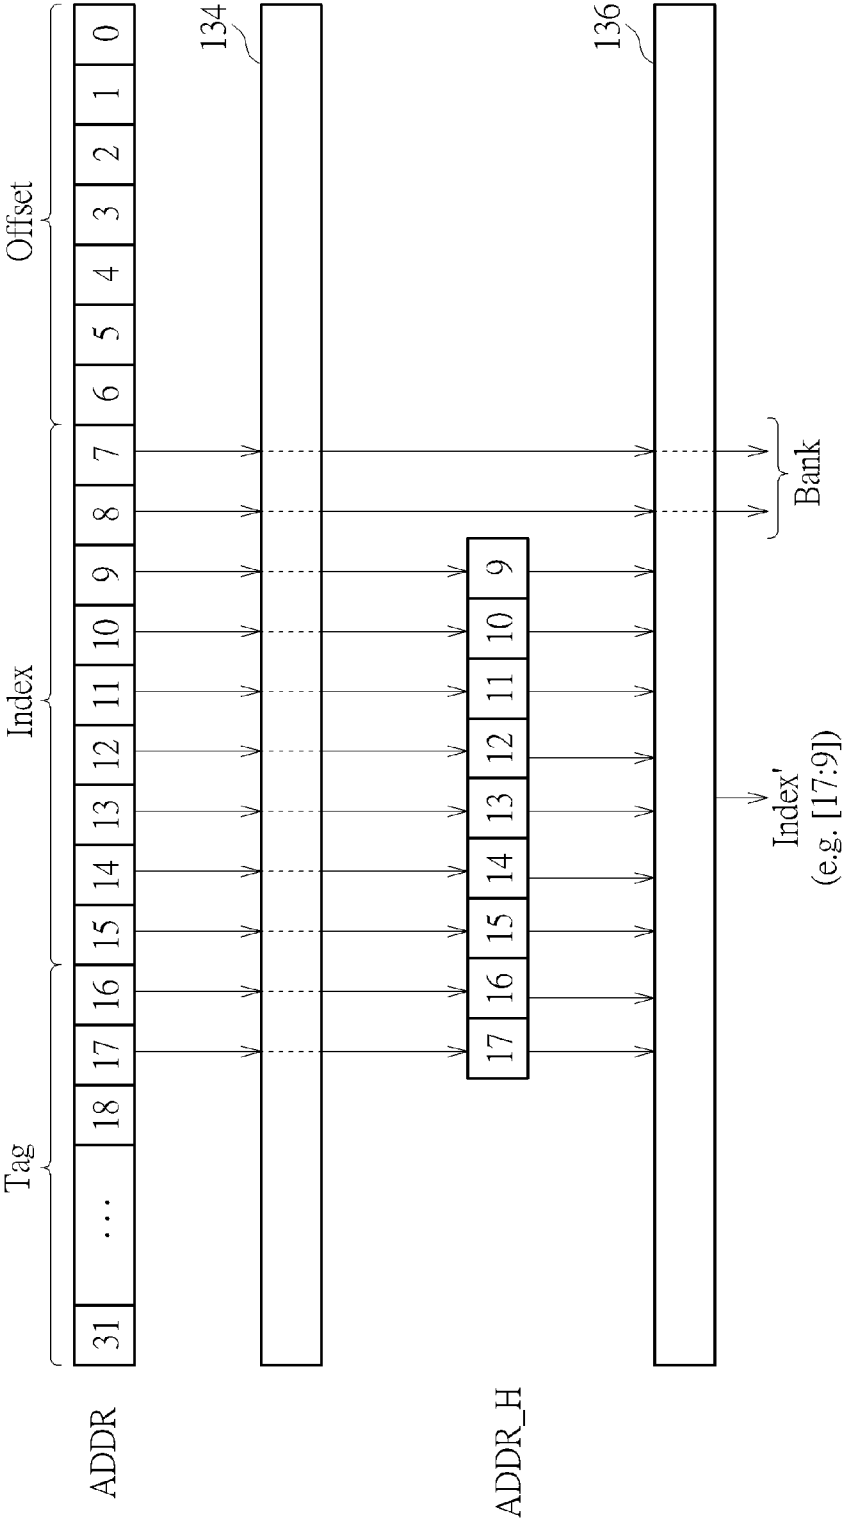 Tag Index Offset
ADDR 31 ... 18 17 16 15 14 13 12 11 10 9 8 7 6 5 4 3 2 1 0
134
ADDR_H 17 16 15 14 13 12 11 10 9
136
Index' Bank
(e.g. [17:9])